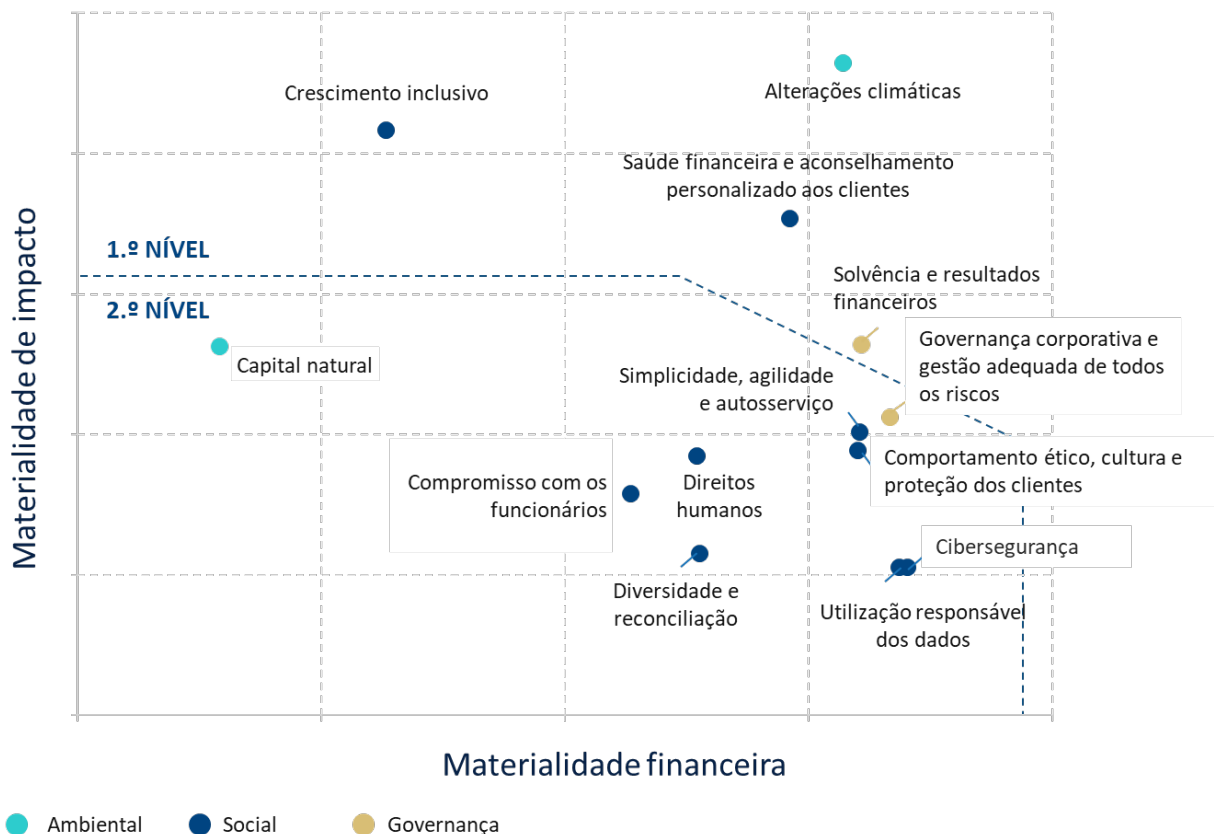 Crescimento inclusivo
Alterações climáticas
Saúde financeira e aconselhamento
personalizado aos clientes
1.º NÍVEL
2.º NÍVEL
Solvência e resultados
financeiros
Governança corporativa e
gestão adequada de todos
os riscos
Capital natural
Simplicidade, agilidade
e autosserviço
Comportamento ético, cultura e
proteção dos clientes
Compromisso com os
funcionários
Direitos
humanos
Cibersegurança
Diversidade e
reconciliação
Utilização responsável
dos dados
Materialidade de impacto
Materialidade financeira
Ambiental
Social
Governança